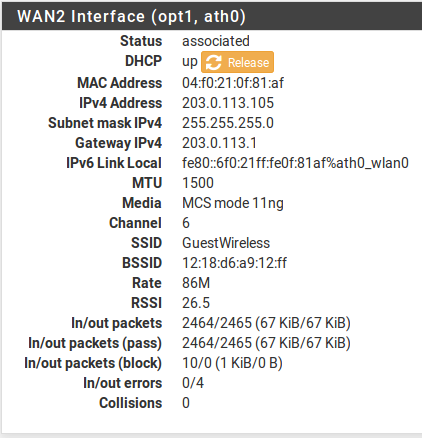 WAN2 Interface (opt1, ath0)
Status associated
DHCP up Release
MAC Address 04:f0:21:0f:81:af
IPv4 Address 203.0.113.105
Subnet mask IPv4 255.255.255.0
Gateway IPv4 203.0.113.1
IPv6 Link Local fe80::6f0:21ff:fe0f:81af%ath0_wlan0
MTU 1500
Media MCS mode 11ng
Channel 6
SSID GuestWireless
BSSID 12:18:d6:a9:12:ff
Rate 86M
RSSI 26.5
In/out packets 2464/2465 (67 KiB/67 KiB)
In/out packets (pass) 2464/2465 (67 KiB/67 KiB)
In/out packets (block) 10/0 (1 KiB/0 B)
In/out errors 0/4
Collisions 0